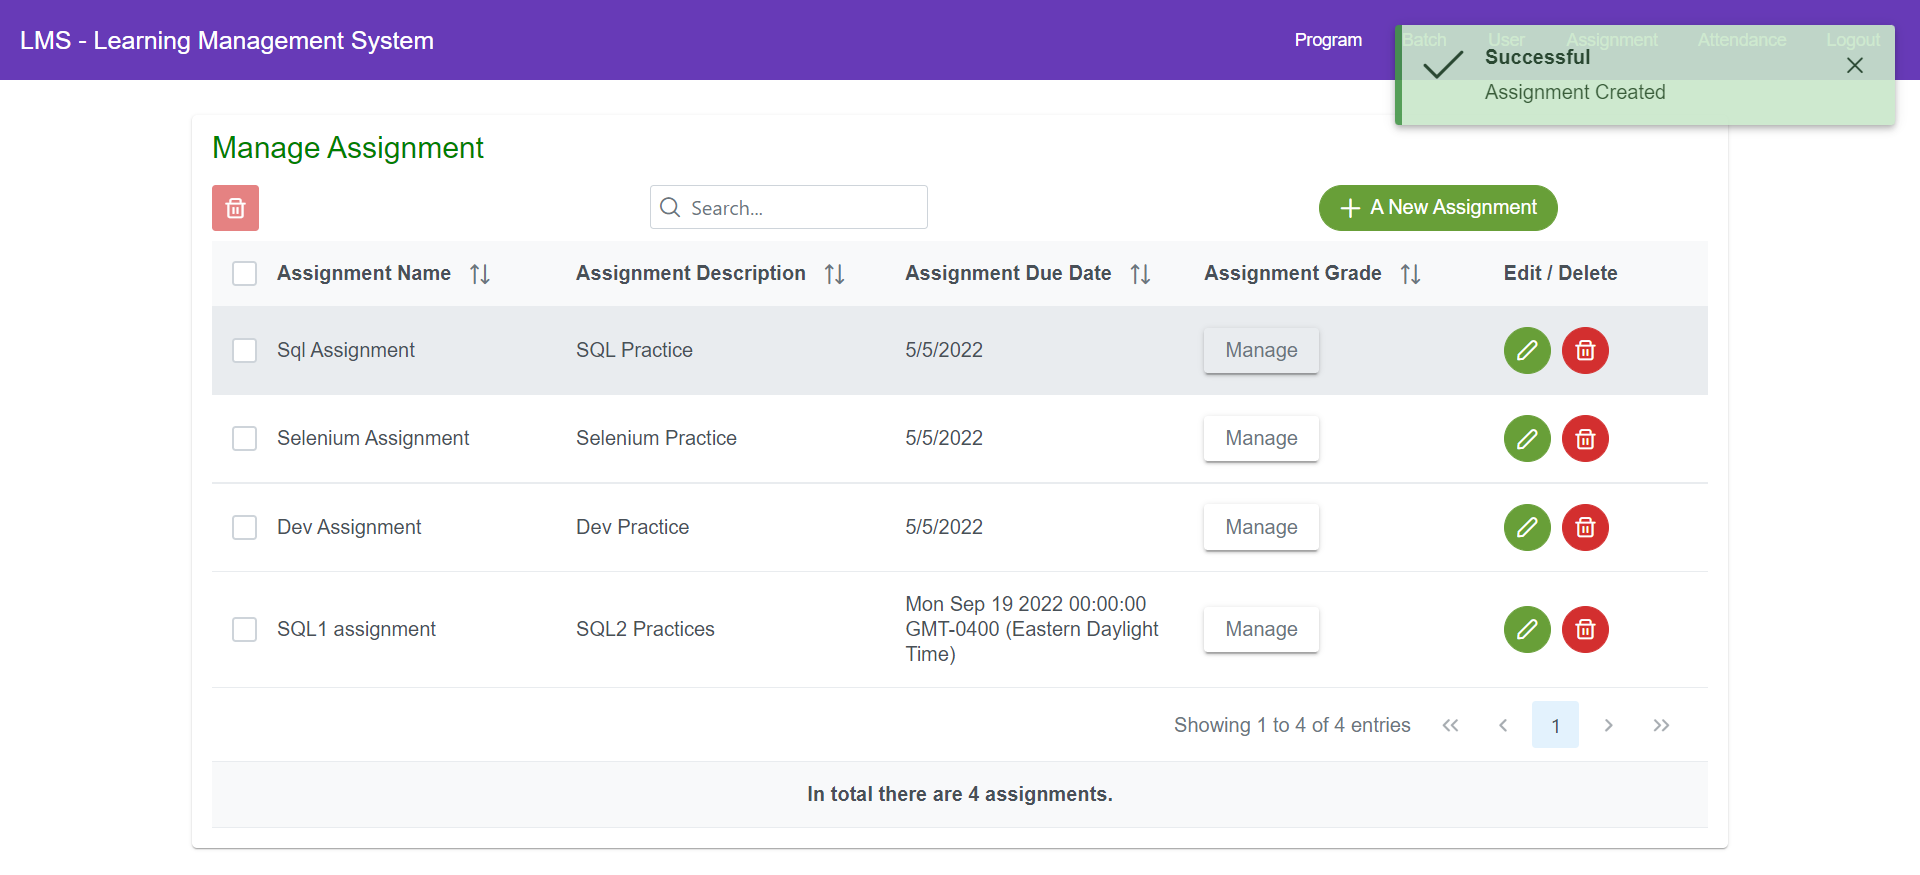 LMS - Learning Management System
Program Batch User Assignment Attendance Logout
Successful
Assignment Created
Manage Assignment
Search...
A New Assignment
Assignment Name Assignment Description Assignment Due Date Assignment Grade Edit / Delete
Sql Assignment SQL Practice 5/5/2022 Manage
Selenium Assignment Selenium Practice 5/5/2022 Manage
Dev Assignment Dev Practice 5/5/2022 Manage
SQL1 assignment SQL2 Practices Mon Sep 19 2022 00:00:00
GMT-0400 (Eastern Daylight
Time) Manage
Showing 1 to 4 of 4 entries 1
In total there are 4 assignments.